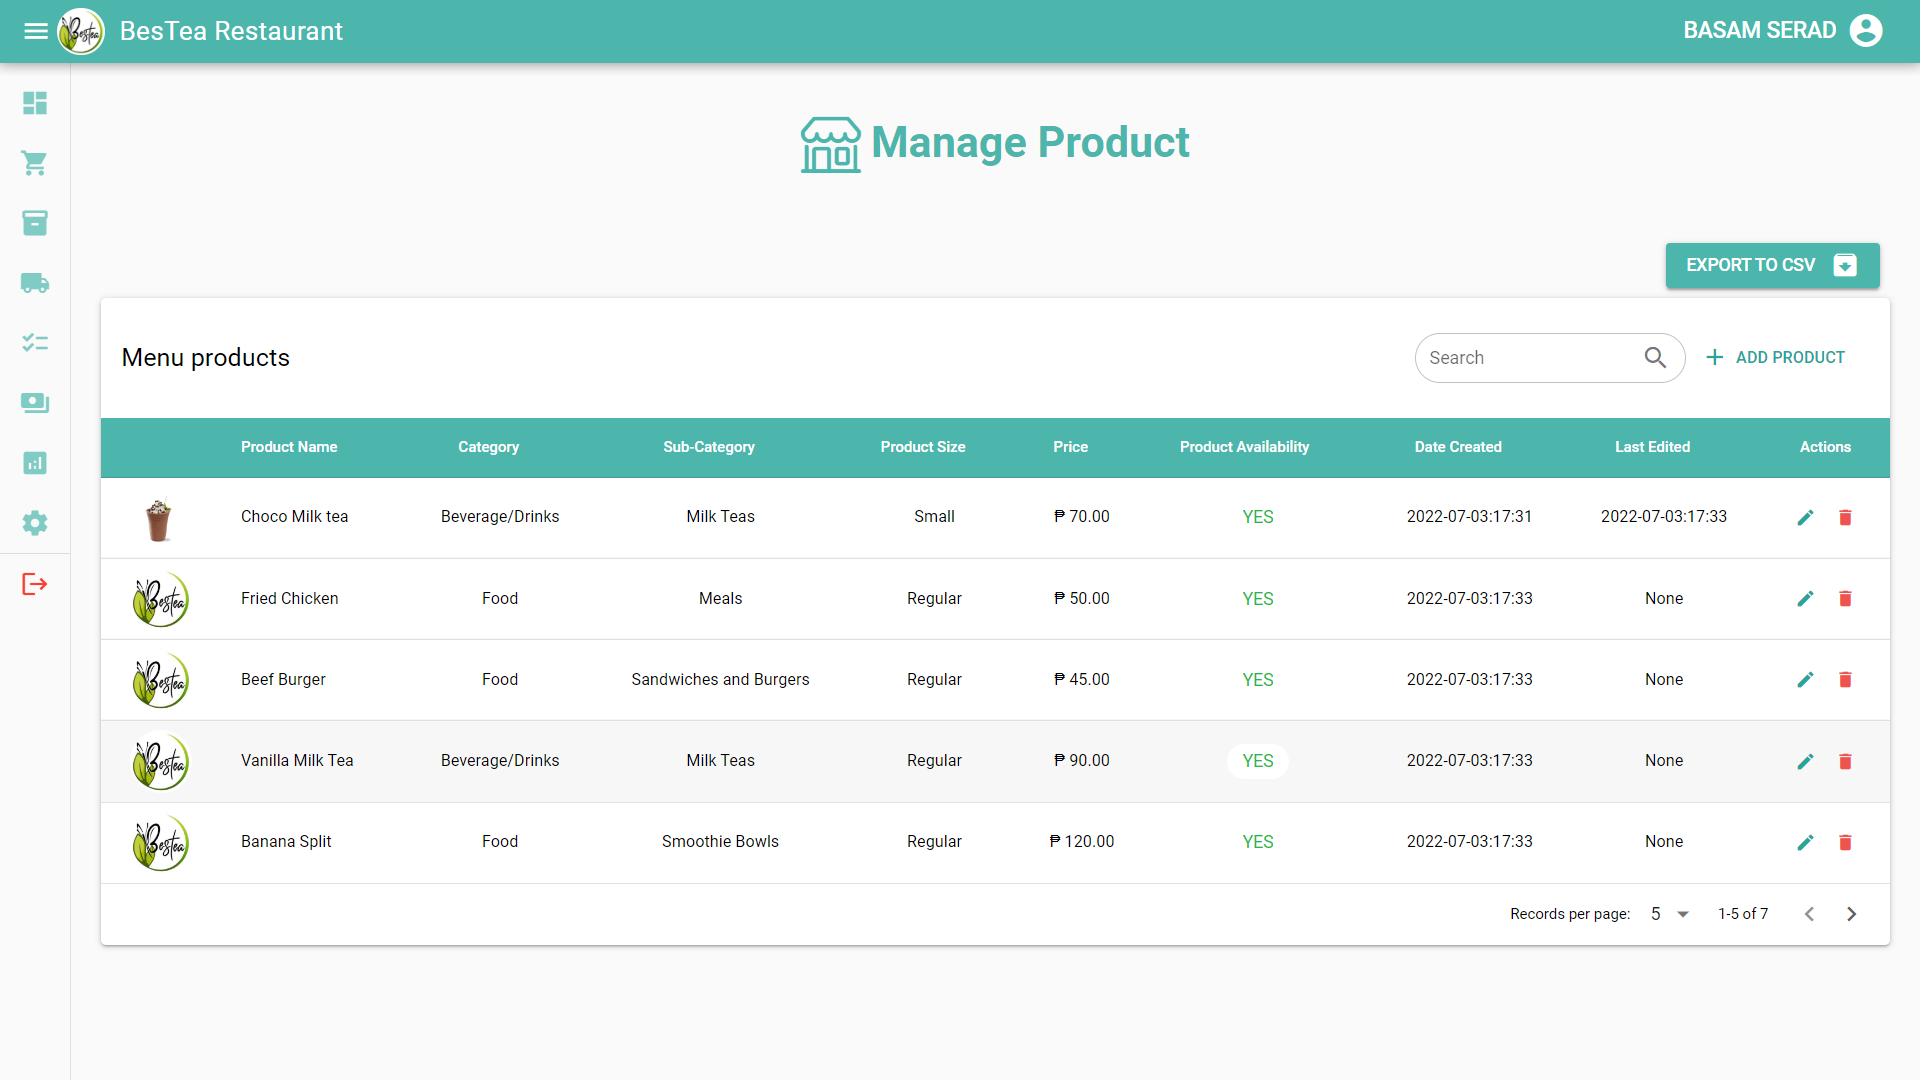 Bestea BesTea Restaurant BASAM SERAD
Manage Product
EXPORT TO CSV
Menu products Search ADD PRODUCT
Product Name Category Sub-Category Product Size Price Product Availability Date Created Last Edited Actions
Choco Milk tea Beverage/Drinks Milk Teas Small ₱ 70.00 YES 2022-07-03:17:31 2022-07-03:17:33
Bestea Fried Chicken Food Meals Regular ₱ 50.00 YES 2022-07-03:17:33 None
Bestea Beef Burger Food Sandwiches and Burgers Regular ₱ 45.00 YES 2022-07-03:17:33 None
Bestea Vanilla Milk Tea Beverage/Drinks Milk Teas Regular ₱ 90.00 YES 2022-07-03:17:33 None
Bestea Banana Split Food Smoothie Bowls Regular ₱ 120.00 YES 2022-07-03:17:33 None
Records per page: 5 1-5 of 7